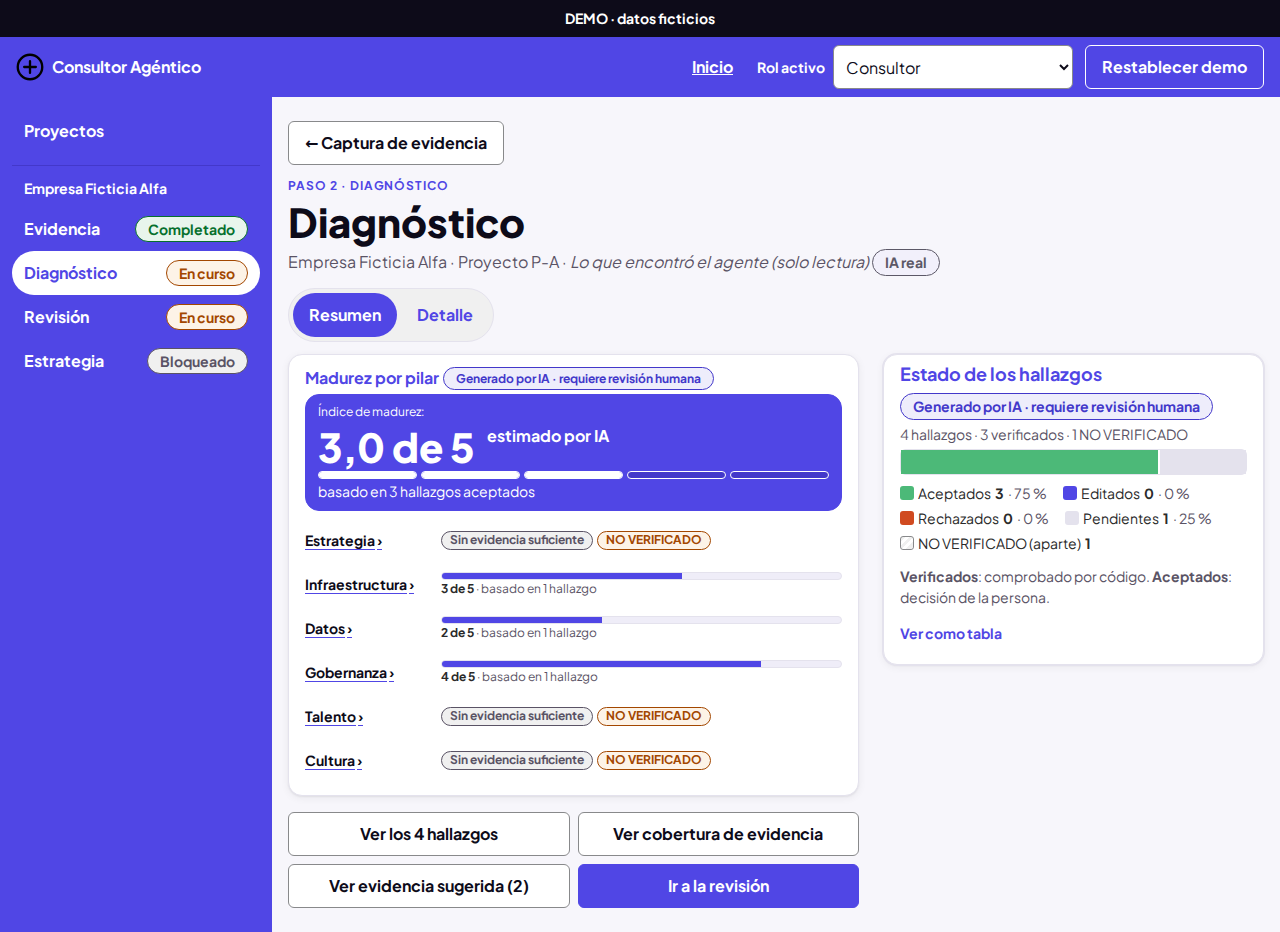 DEMO · datos ficticios
Consultor Agéntico
Inicio
Rol activo
Consultor
Restablecer demo
Proyectos
Empresa Ficticia Alfa
Evidencia Completado
Diagnóstico En curso
Revisión En curso
Estrategia Bloqueado
← Captura de evidencia
PASO 2 · DIAGNÓSTICO
Diagnóstico
Empresa Ficticia Alfa · Proyecto P-A · Lo que encontró el agente (solo lectura) IA real
Resumen Detalle
Madurez por pilar Generado por IA · requiere revisión humana
Índice de madurez:
3,0 de 5 estimado por IA
basado en 3 hallazgos aceptados
Estrategia › Sin evidencia suficiente NO VERIFICADO
Infraestructura ›
3 de 5 · basado en 1 hallazgo
Datos ›
2 de 5 · basado en 1 hallazgo
Gobernanza ›
4 de 5 · basado en 1 hallazgo
Talento › Sin evidencia suficiente NO VERIFICADO
Cultura › Sin evidencia suficiente NO VERIFICADO
Ver los 4 hallazgos
Ver cobertura de evidencia
Ver evidencia sugerida (2)
Ir a la revisión
Estado de los hallazgos
Generado por IA · requiere revisión humana
4 hallazgos · 3 verificados · 1 NO VERIFICADO
Aceptados 3 · 75 % Editados 0 · 0 %
Rechazados 0 · 0 % Pendientes 1 · 25 %
NO VERIFICADO (aparte) 1
Verificados: comprobado por código. Aceptados:
decisión de la persona.
Ver como tabla